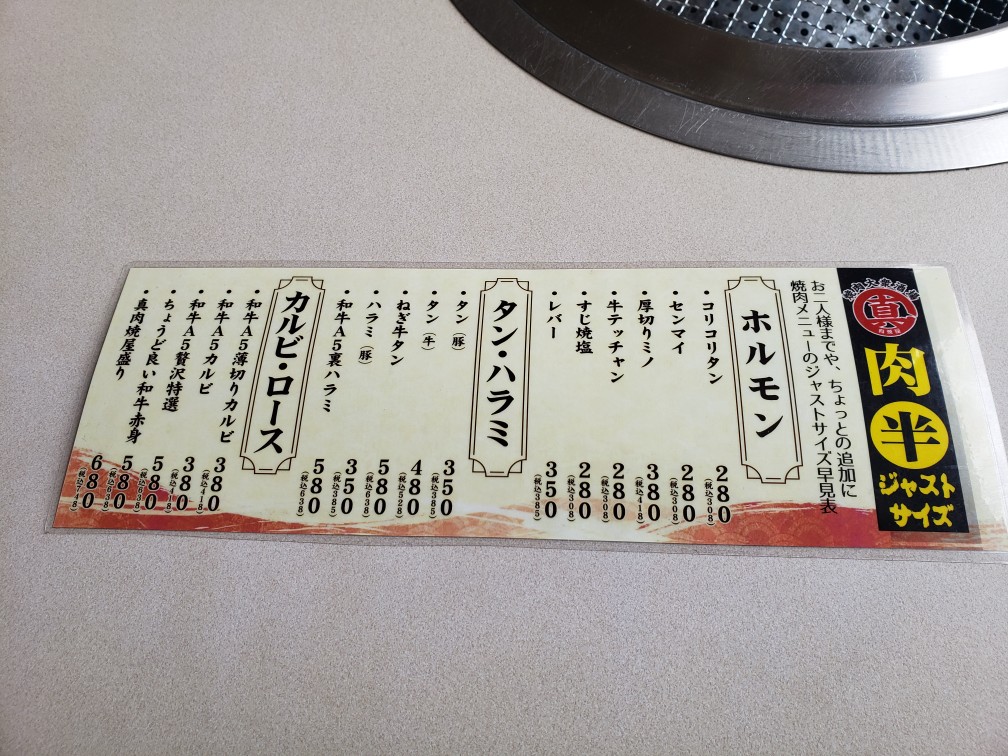 焼肉大衆酒場
真
肉半
ジャスト
サイズ
お二人様までや、ちょっとの追加に
焼肉メニューのジャストサイズ早見表
ホルモン
・コリコリタン 280(税込308)
・センマイ 280(税込308)
・厚切りミノ 380(税込418)
・牛テッチャン 280(税込308)
・すじ焼塩 280(税込308)
・レバー 350(税込385)
タン・ハラミ
・タン(豚) 350(税込385)
・タン(牛) 480(税込528)
・ねぎ牛タン 580(税込638)
・ハラミ(豚) 350(税込385)
・和牛A5裏ハラミ 580(税込638)
カルビ・ロース
・和牛A5薄切りカルビ 380(税込418)
・和牛A5カルビ 380(税込418)
・和牛A5贅沢特選 580(税込638)
・ちょうど良い和牛赤身 580(税込638)
・真肉焼屋盛り 680(税込748)